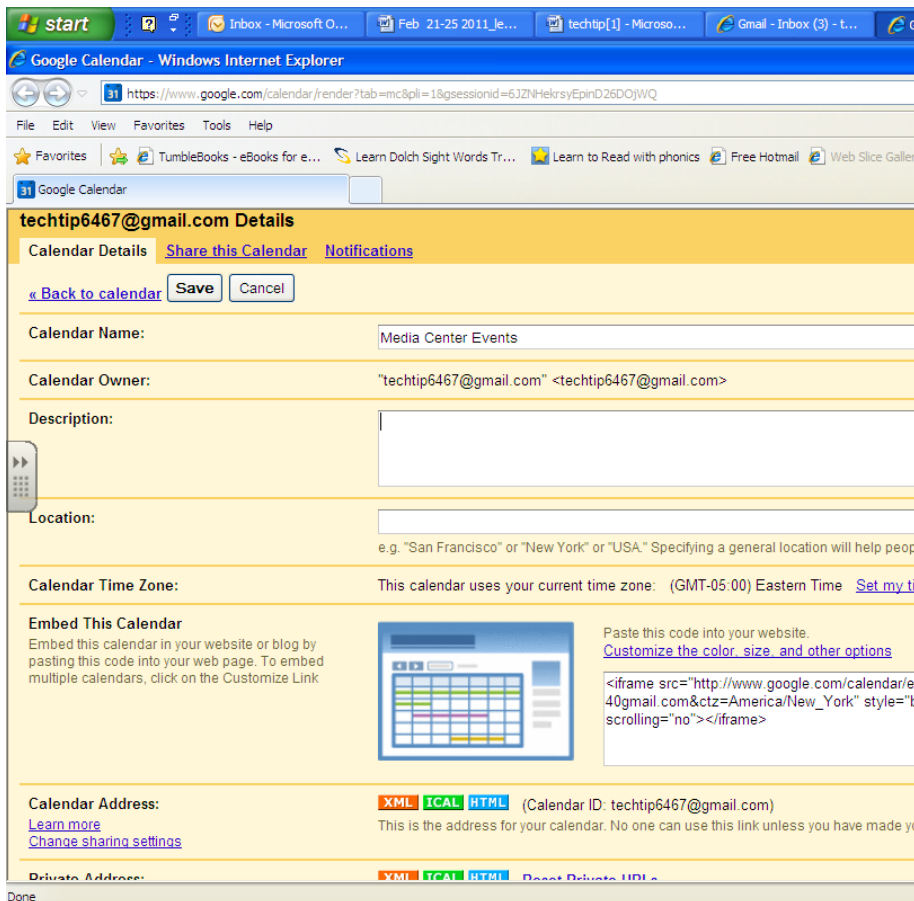 start Inbox - Microsoft O... Feb 21-25 2011_le... techtip[1] - Microso... Gmail - Inbox (3) - t...
Google Calendar - Windows Internet Explorer
https://www.google.com/calendar/render?tab=mc&pli=1&gsessionid=6JZNHekrsyEpinD26DOjWQ
File Edit View Favorites Tools Help
Favorites TumbleBooks - eBooks for e... Learn Dolch Sight Words Tr... Learn to Read with phonics Free Hotmail Web Slice Galler
31 Google Calendar
techtip6467@gmail.com Details
Calendar Details Share this Calendar Notifications
« Back to calendar Save Cancel
Calendar Name: Media Center Events
Calendar Owner: "techtip6467@gmail.com" <techtip6467@gmail.com>
Description:
Location:
e.g. "San Francisco" or "New York" or "USA." Specifying a general location will help peop
Calendar Time Zone: This calendar uses your current time zone: (GMT-05:00) Eastern Time Set my ti
Embed This Calendar
Embed this calendar in your website or blog by
pasting this code into your web page. To embed
multiple calendars, click on the Customize Link
Paste this code into your website.
Customize the color, size, and other options
<iframe src="http://www.google.com/calendar/e
40gmail.com&ctz=America/New_York" style="b
scrolling="no"></iframe>
Calendar Address: XML ICAL HTML (Calendar ID: techtip6467@gmail.com)
Learn more
This is the address for your calendar. No one can use this link unless you have made yo
Change sharing settings
Private Address: XML ICAL HTML Reset Private URLs
Done